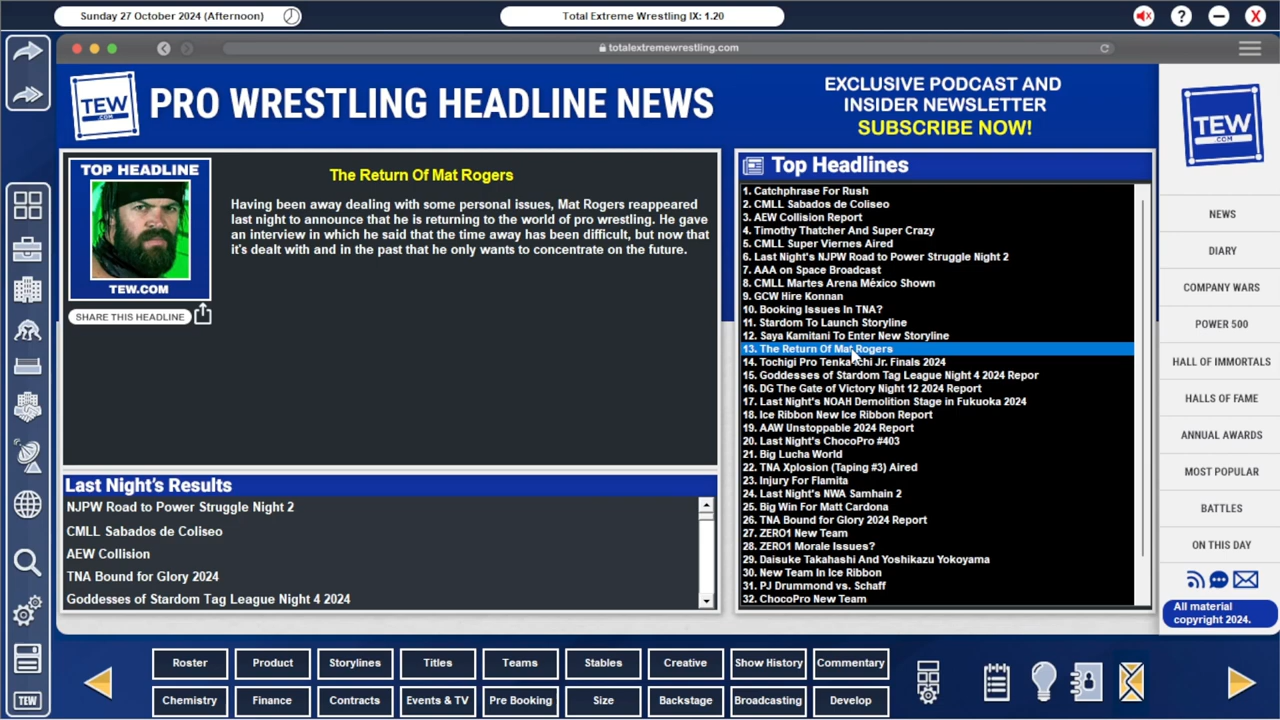 Sunday 27 October 2024 (Afternoon)
Total Extreme Wrestling IX: 1.20
totalextremewrestling.com
TEW
.COM
PRO WRESTLING HEADLINE NEWS
EXCLUSIVE PODCAST AND
INSIDER NEWSLETTER
SUBSCRIBE NOW!
TOP HEADLINE
TEW.COM
SHARE THIS HEADLINE
The Return Of Mat Rogers
Having been away dealing with some personal issues, Mat Rogers reappeared
last night to announce that he is returning to the world of pro wrestling. He gave
an interview in which he said that the time away has been difficult, but now that
it's dealt with and in the past that he only wants to concentrate on the future.
Last Night's Results
NJPW Road to Power Struggle Night 2
CMLL Sabados de Coliseo
AEW Collision
TNA Bound for Glory 2024
Goddesses of Stardom Tag League Night 4 2024
Top Headlines
1. Catchphrase For Rush
2. CMLL Sabados de Coliseo
3. AEW Collision Report
4. Timothy Thatcher And Super Crazy
5. CMLL Super Viernes Aired
6. Last Night's NJPW Road to Power Struggle Night 2
7. AAA on Space Broadcast
8. CMLL Martes Arena México Shown
9. GCW Hire Konnan
10. Booking Issues In TNA?
11. Stardom To Launch Storyline
12. Saya Kamitani To Enter New Storyline
13. The Return Of Mat Rogers
14. Tochigi Pro Tenkaichi Jr. Finals 2024
15. Goddesses of Stardom Tag League Night 4 2024 Repor
16. DG The Gate of Victory Night 12 2024 Report
17. Last Night's NOAH Demolition Stage in Fukuoka 2024
18. Ice Ribbon New Ice Ribbon Report
19. AAW Unstoppable 2024 Report
20. Last Night's ChocoPro #403
21. Big Lucha World
22. TNA Xplosion (Taping #3) Aired
23. Injury For Flamita
24. Last Night's NWA Samhain 2
25. Big Win For Matt Cardona
26. TNA Bound for Glory 2024 Report
27. ZERO1 New Team
28. ZERO1 Morale Issues?
29. Daisuke Takahashi And Yoshikazu Yokoyama
30. New Team In Ice Ribbon
31. PJ Drummond vs. Schaff
32. ChocoPro New Team
TEW
.COM
NEWS
DIARY
COMPANY WARS
POWER 500
HALL OF IMMORTALS
HALLS OF FAME
ANNUAL AWARDS
MOST POPULAR
BATTLES
ON THIS DAY
All material
copyright 2024.
TEW
Roster
Product
Storylines
Titles
Teams
Stables
Creative
Show History
Commentary
Chemistry
Finance
Contracts
Events & TV
Pre Booking
Size
Backstage
Broadcasting
Develop